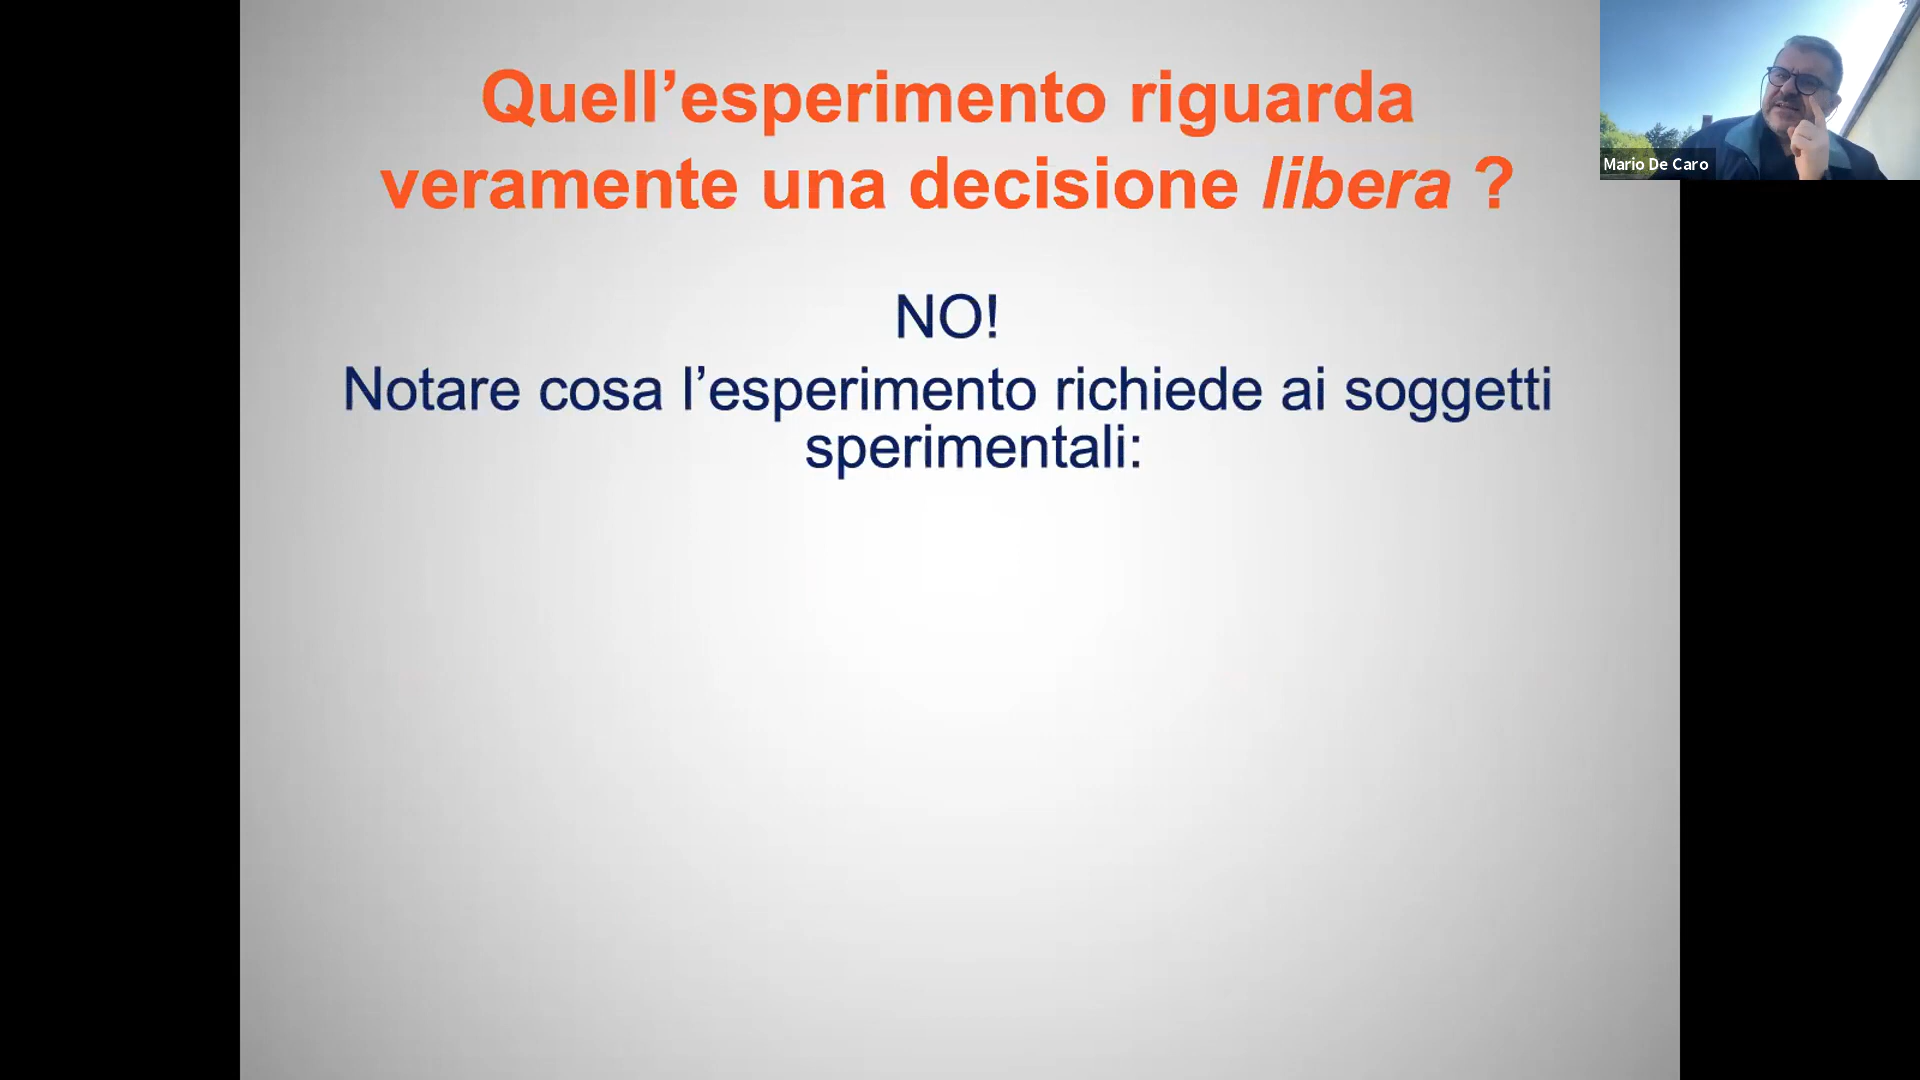 Quell’esperimento riguarda
veramente una decisione libera ?
NO!
Notare cosa l’esperimento richiede ai soggetti
sperimentali:
Mario De Caro